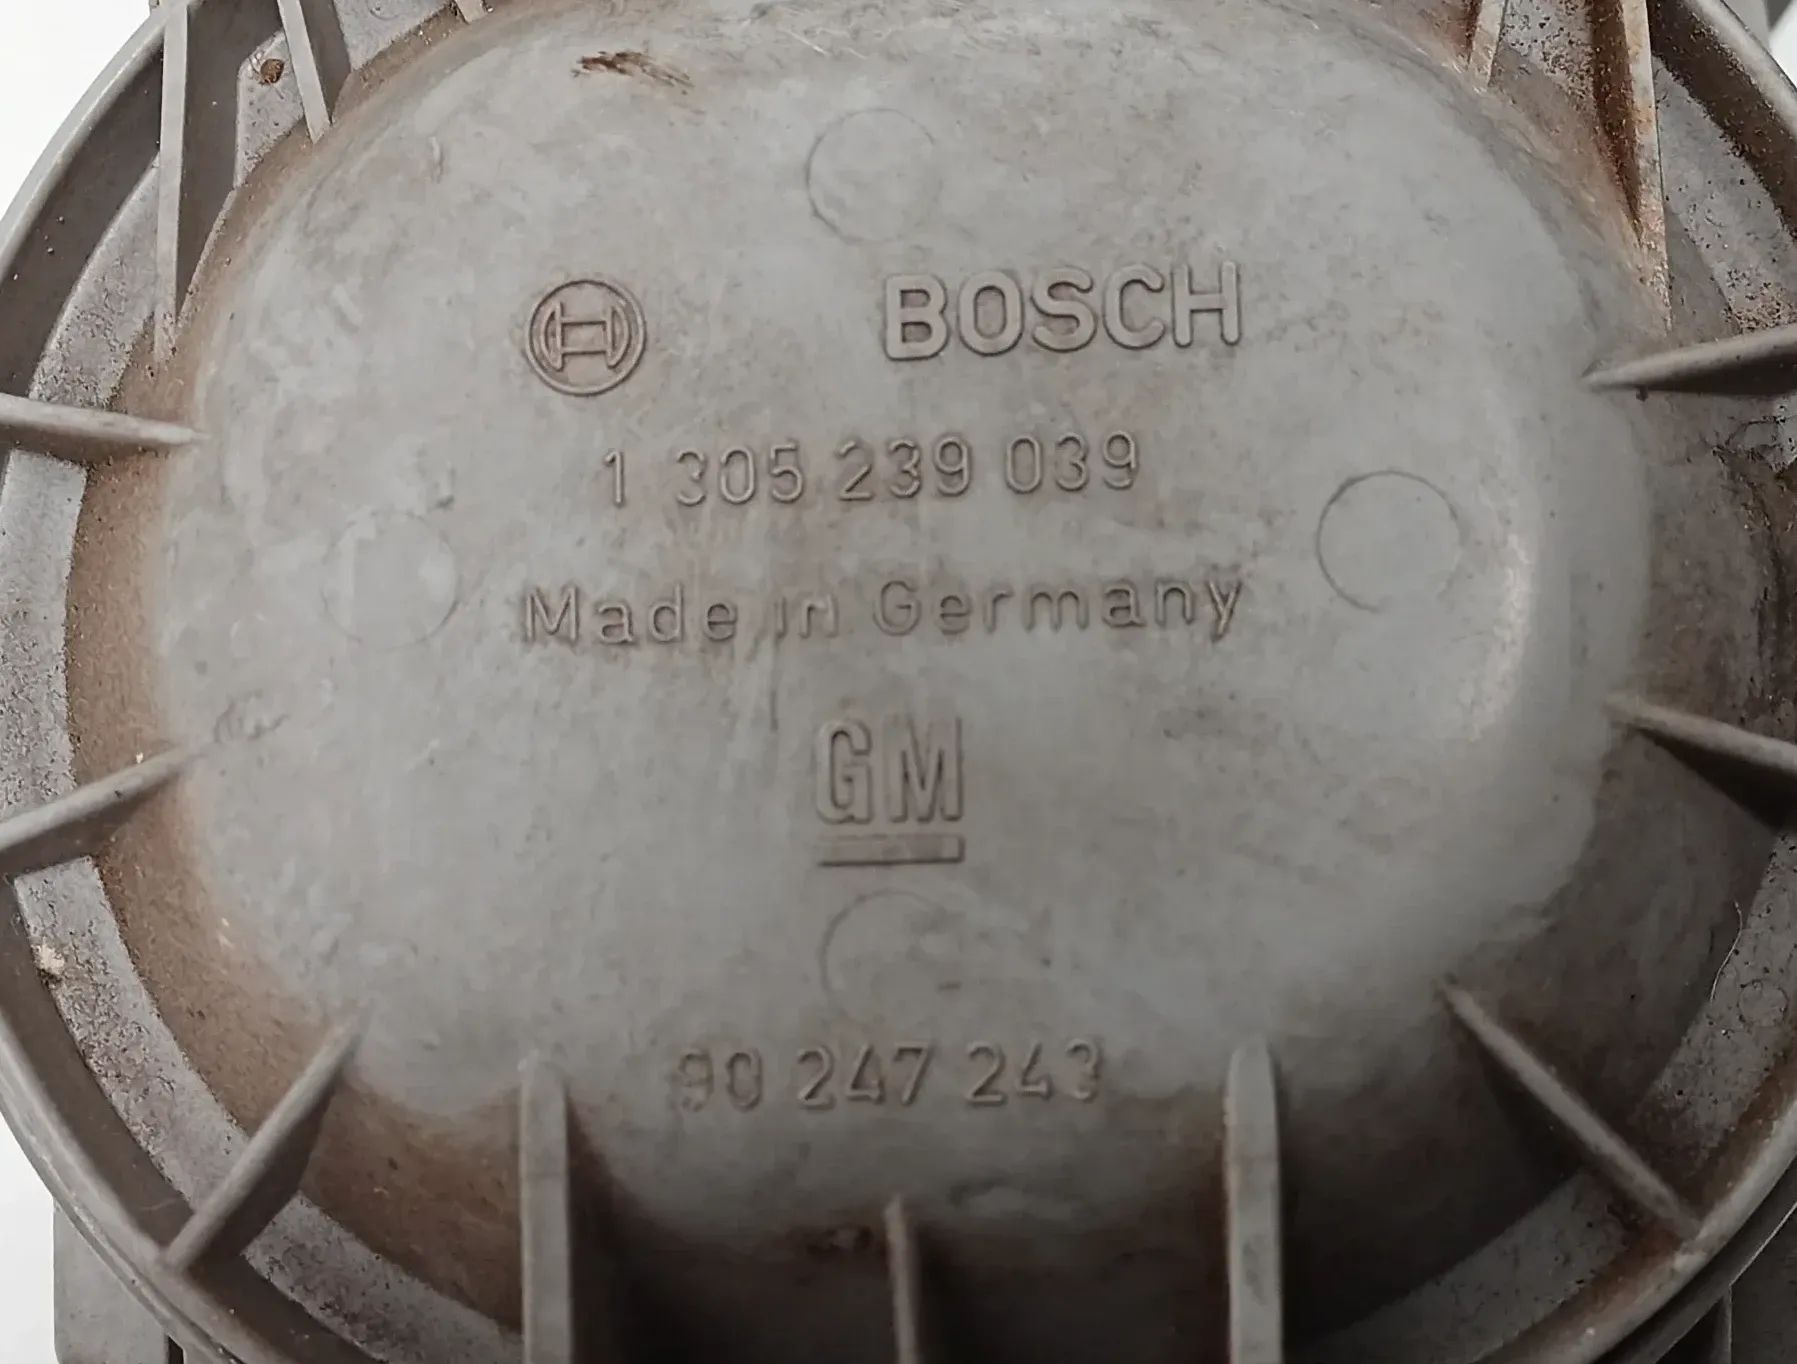 BOSCH
1 305 239 039
Made in Germany
GM
90 247 243